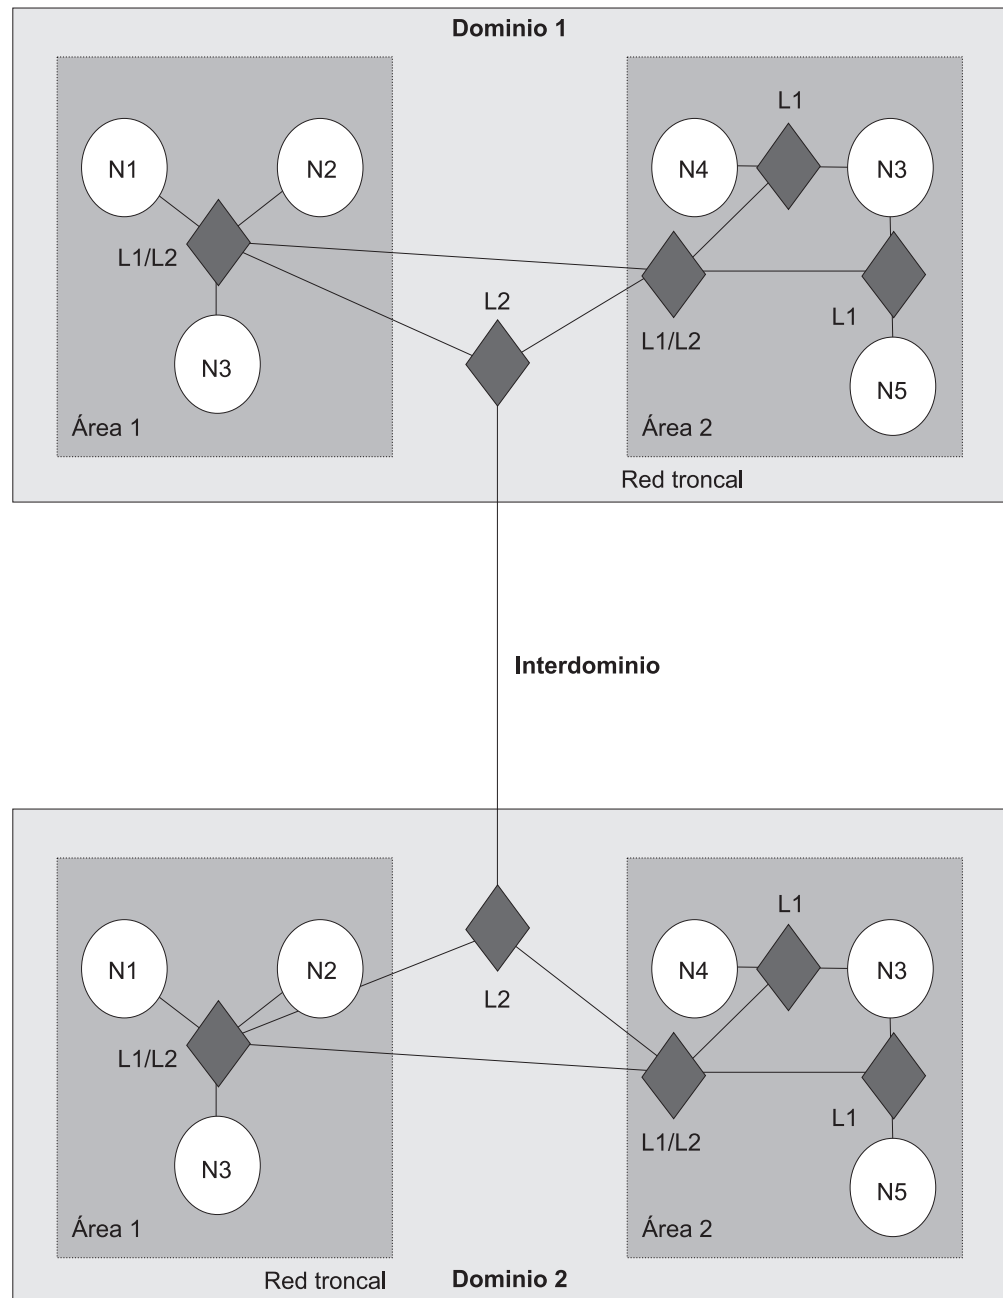 Dominio 1
L1
N1
N2
N4
N3
L1/L2
L2
L1/L2
L1
N3
N5
Área 1
Área 2
Red troncal
Interdominio
L1
N1
N2
N4
N3
L2
L1/L2
L1
L1/L2
N3
N5
Área 1
Área 2
Red troncal
Dominio 2